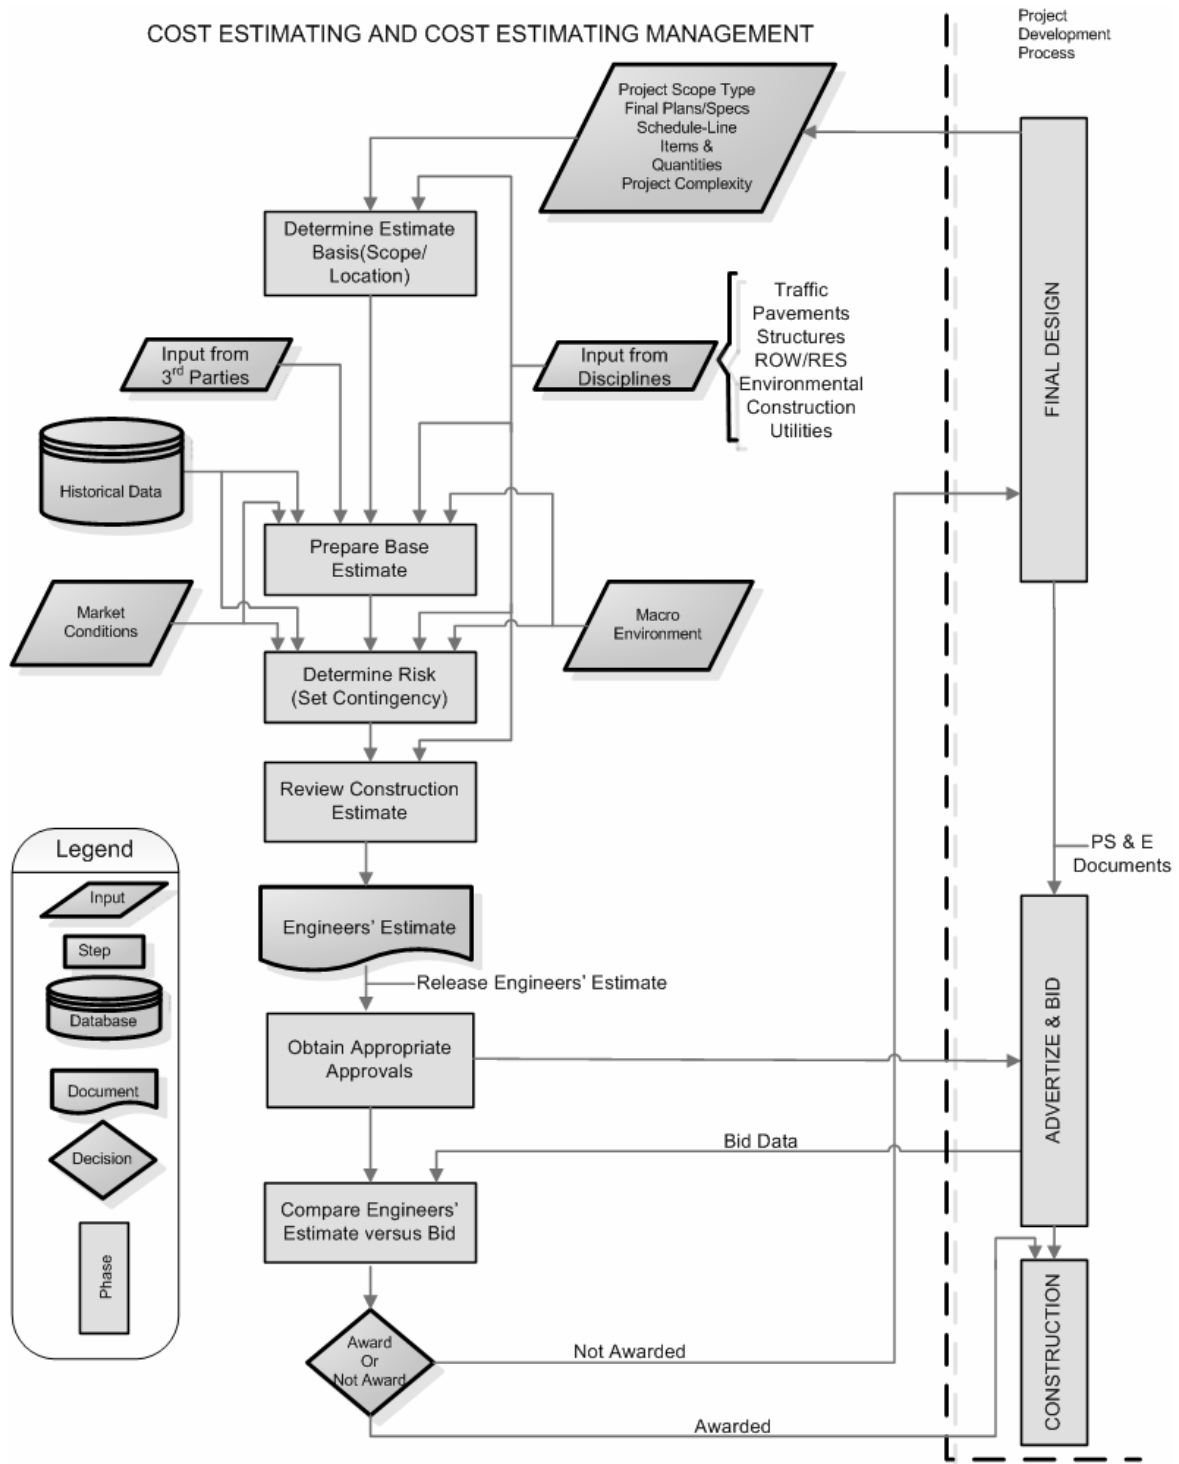 COST ESTIMATING AND COST ESTIMATING MANAGEMENT
Project
Development
Process
Project Scope Type
Final Plans/Specs
Schedule-Line
Items &
Quantities
Project Complexity
Determine Estimate
Basis(Scope/
Location)
Input from
3rd Parties
Input from
Disciplines
Traffic
Pavements
Structures
ROW/RES
Environmental
Construction
Utilities
FINAL DESIGN
Historical Data
Prepare Base
Estimate
Market
Conditions
Macro
Environment
Determine Risk
(Set Contingency)
Review Construction
Estimate
PS & E
Documents
Engineers' Estimate
Release Engineers' Estimate
Obtain Appropriate
Approvals
ADVERTIZE & BID
Bid Data
Compare Engineers'
Estimate versus Bid
Award
Or
Not Award
Not Awarded
Awarded
CONSTRUCTION
Legend
Input
Step
Database
Document
Decision
Phase